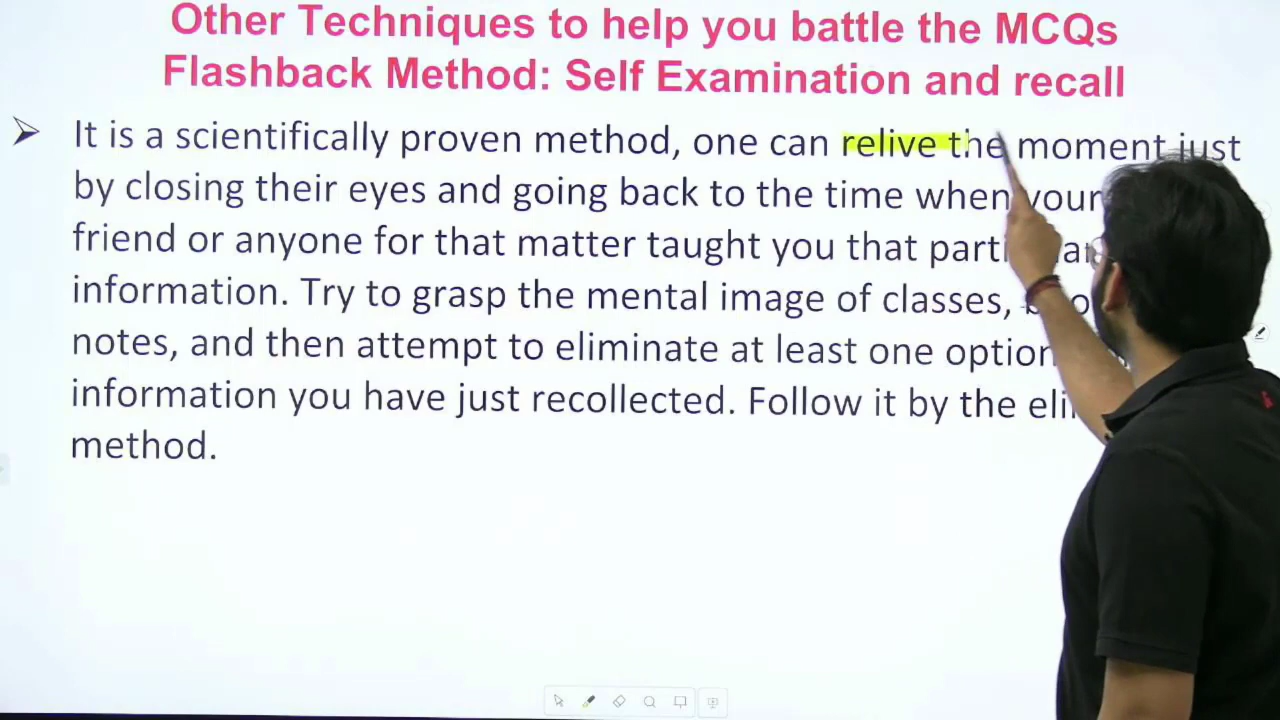 Other Techniques to help you battle the MCQs
Flashback Method: Self Examination and recall
➢ It is a scientifically proven method, one can relive the moment just
by closing their eyes and going back to the time when your
friend or anyone for that matter taught you that
information. Try to grasp the mental image of classes,
notes, and then attempt to eliminate at least one option
information you have just recollected. Follow it by the
method.